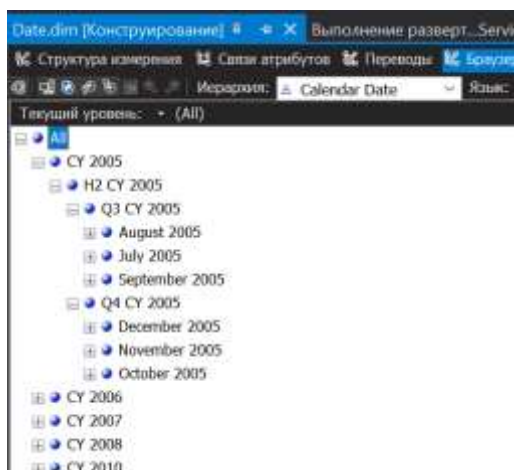 Date.dim [Конструирование] Выполнение разверт...Servi
Структура измерения Связи атрибутов Переводы Браузер
Иерархия: Calendar Date Язык:
Текущий уровень: (All)
All
CY 2005
H2 CY 2005
Q3 CY 2005
August 2005
July 2005
September 2005
Q4 CY 2005
December 2005
November 2005
October 2005
CY 2006
CY 2007
CY 2008
CY 2010